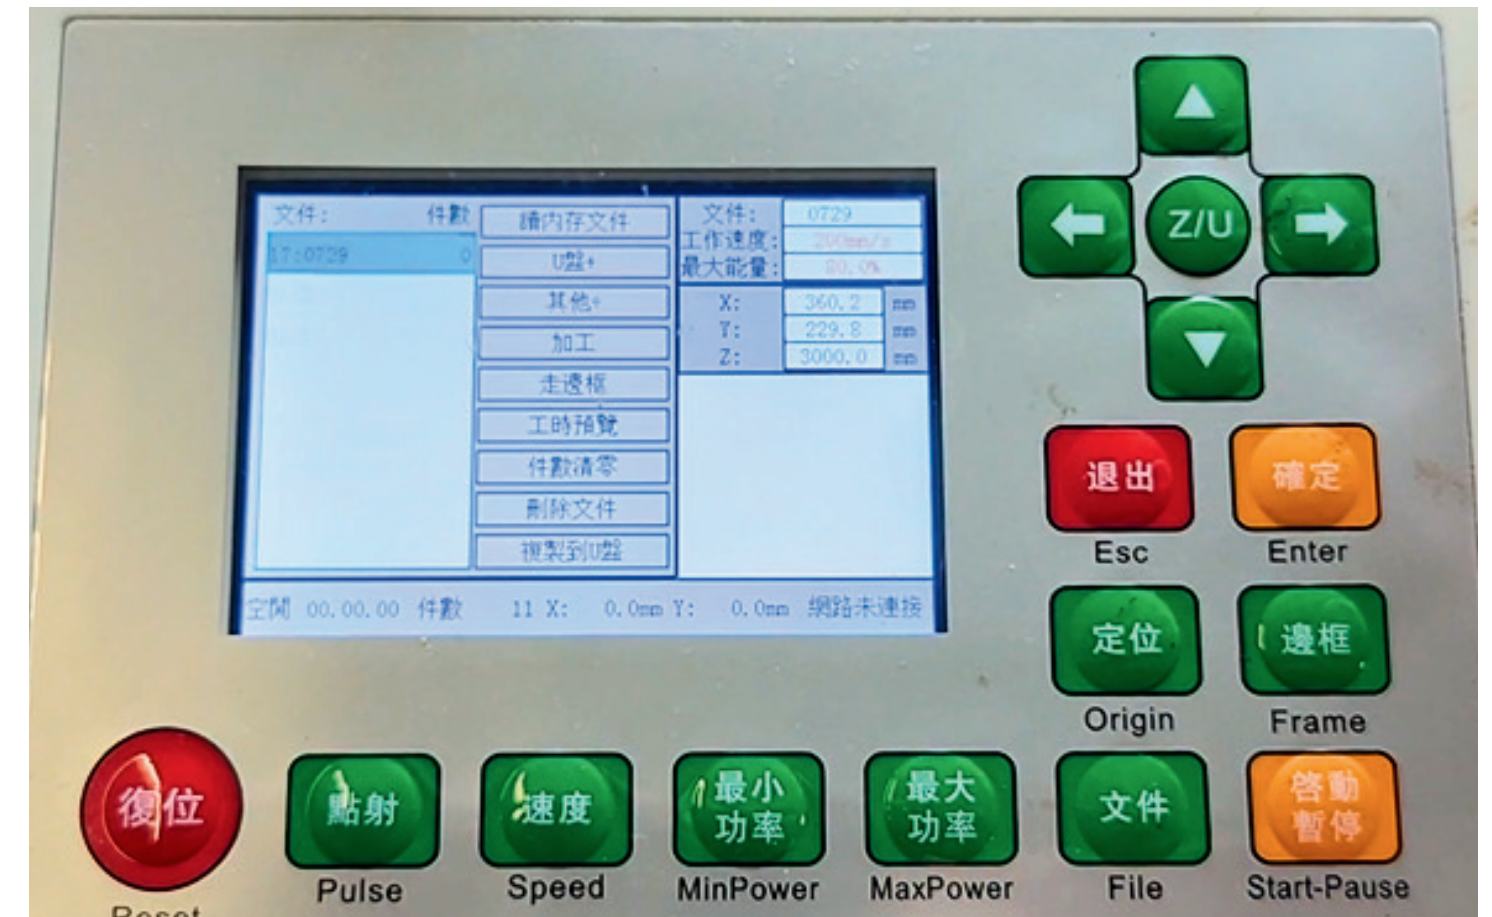 文件: 件數
17:0729 0
讀內存文件
U盤+
其他+
加工
走邊框
工時預覽
件數清零
刪除文件
複製到U盤
文件: 0729
工作速度: 200mm/s
最大能量: 80.0%
X: 360.2 mm
Y: 229.8 mm
Z: 3000.0 mm
空閒 00.00.00 件數 11 X: 0.0mm Y: 0.0mm 網路未連接
Z/U
退出
Esc
確定
Enter
定位
Origin
邊框
Frame
復位
Reset
點射
Pulse
速度
Speed
最小
功率
MinPower
最大
功率
MaxPower
文件
File
啓動
暫停
Start-Pause